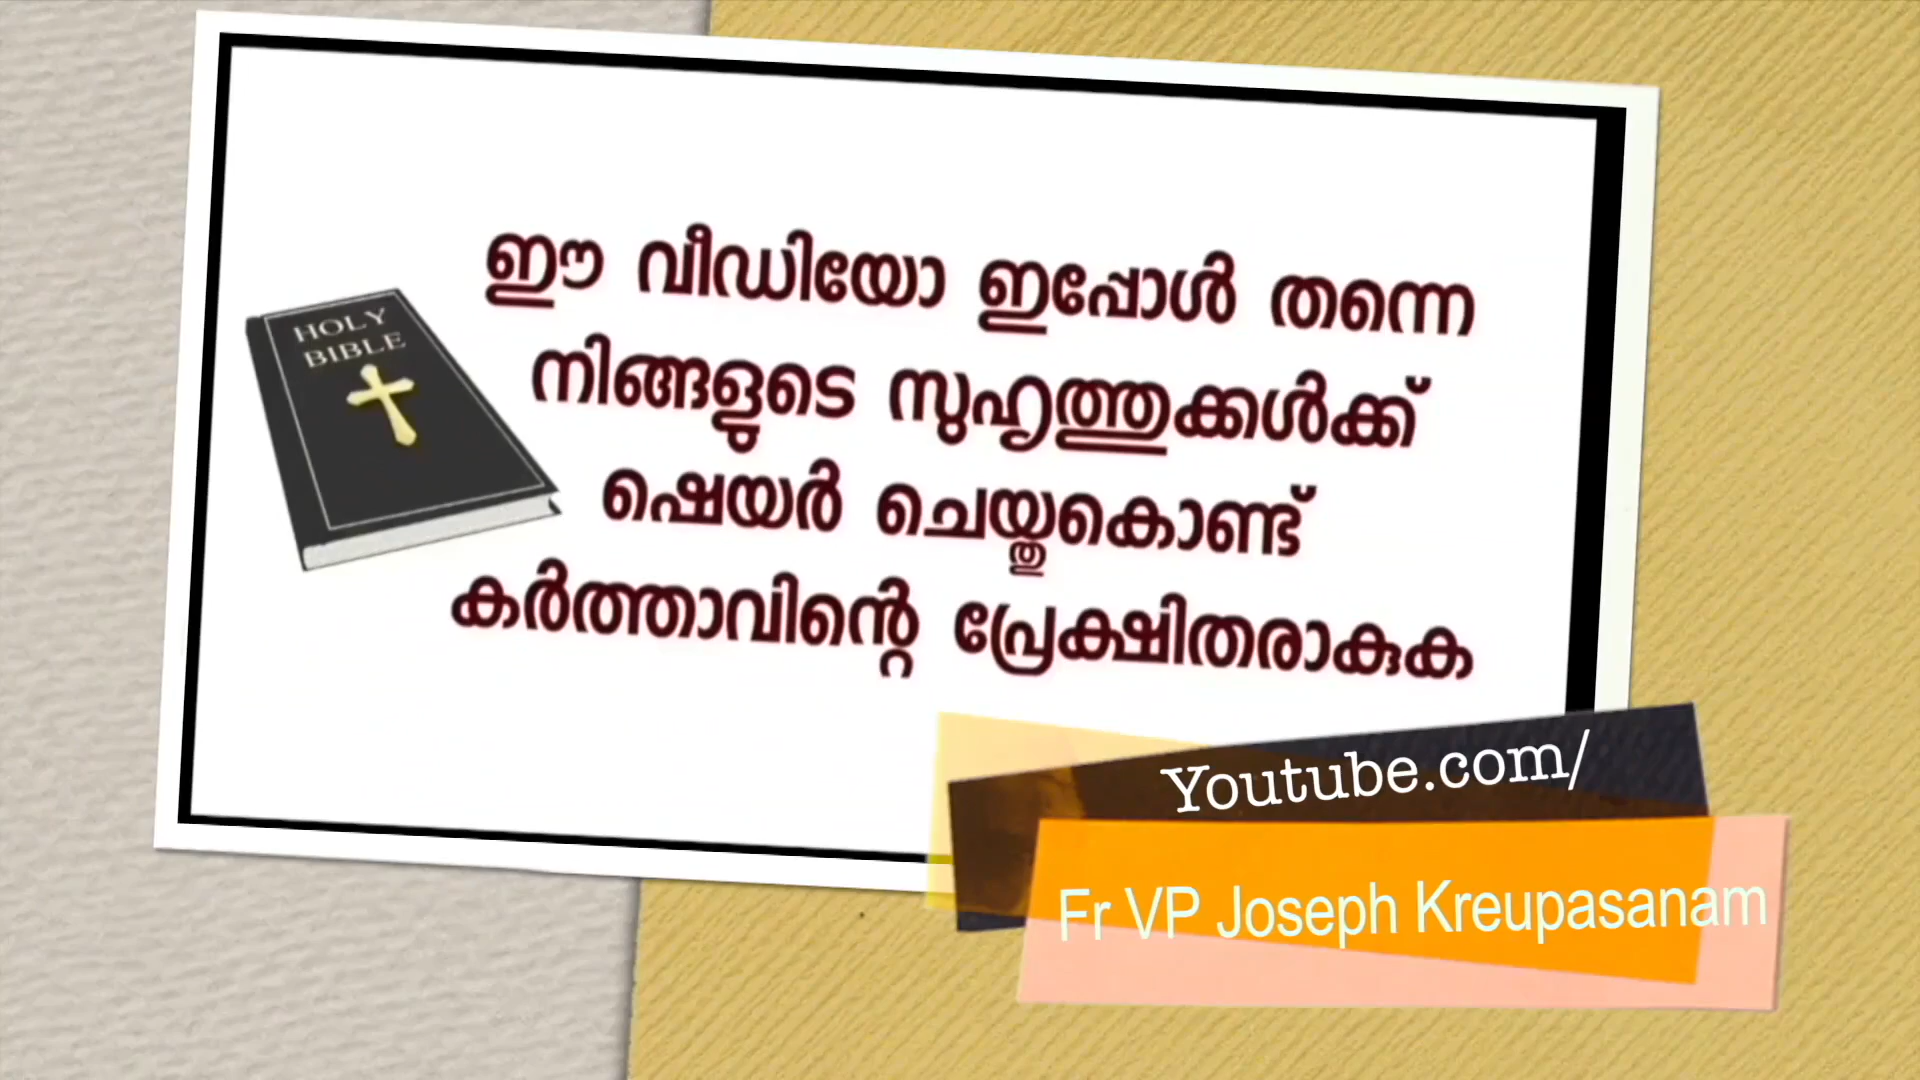 HOLY
BIBLE
ഈ വീഡിയോ ഇപ്പോൾ തന്നെ
നിങ്ങളുടെ സുഹൃത്തുക്കൾക്ക്
ഷെയർ ചെയ്തുകൊണ്ട്
കർത്താവിന്റെ പ്രേക്ഷിതരാകുക
Youtube.com/
Fr VP Joseph Kreupasanam